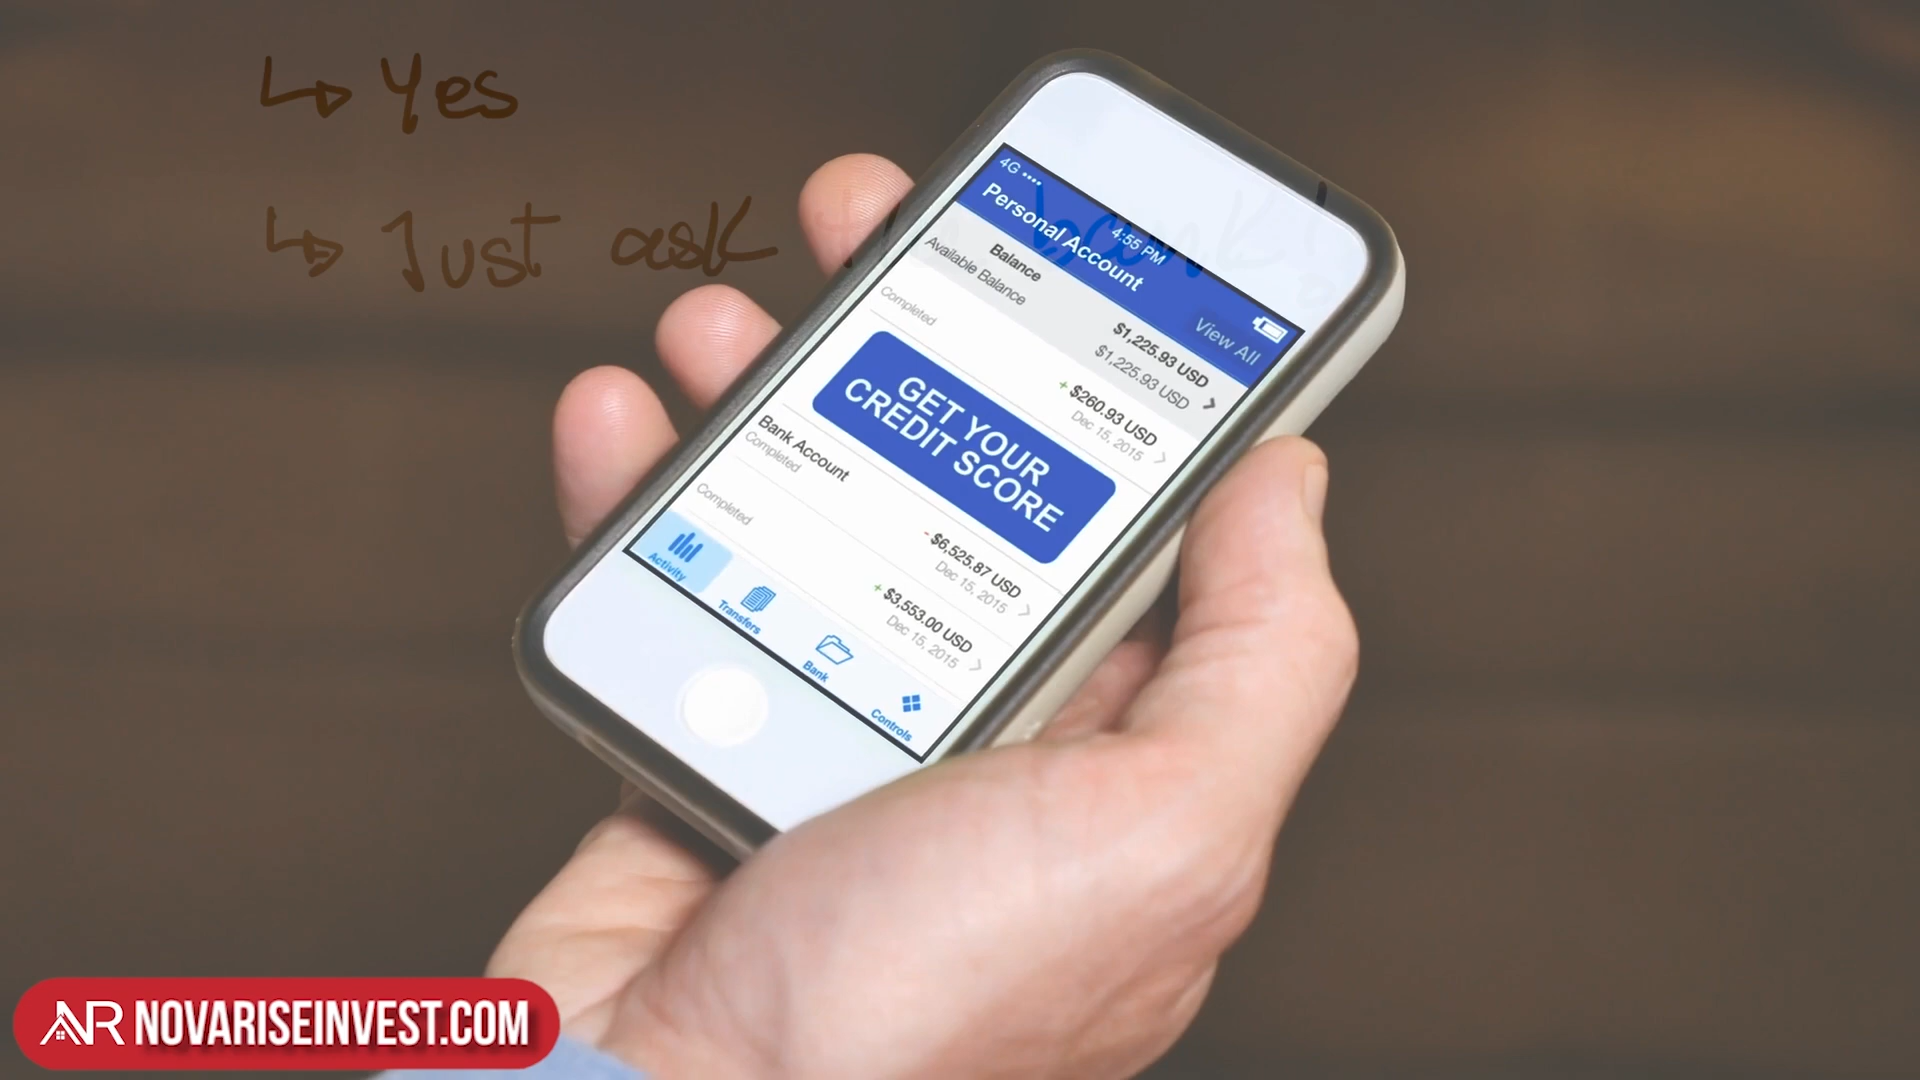 ↳ Yes
↳ Just ask the bank!
4G 4:55 PM
Personal Account
View All
Balance $1,225.93 USD
Available Balance $1,225.93 USD
Completed
+ $260.93 USD
Dec 15, 2015
GET YOUR
CREDIT SCORE
Bank Account
Completed
- $6,525.87 USD
Dec 15, 2015
Completed
+ $3,553.00 USD
Dec 15, 2015
Activity
Transfers
Bank
Controls
NR NOVARISEINVEST.COM